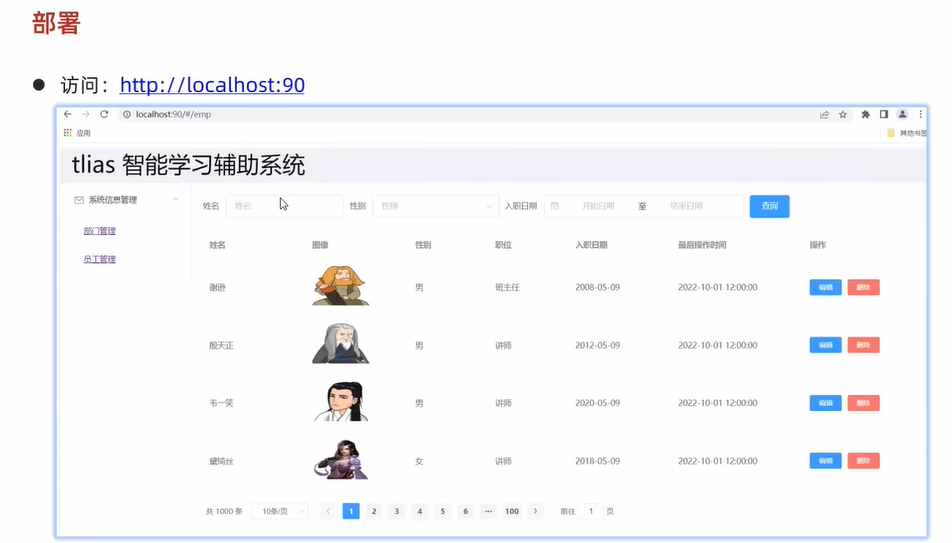 部署
访问：http://localhost:90
localhost:90/#/emp
应用 其他书签
tlias 智能学习辅助系统
系统信息管理
部门管理
员工管理
姓名 姓名 性别 性别 入职日期 开始日期 至 结束日期 查询
姓名 图像 性别 职位 入职日期 最后操作时间 操作
谢逊 男 班主任 2008-05-09 2022-10-01 12:00:00 编辑 删除
殷天正 男 讲师 2012-05-09 2022-10-01 12:00:00 编辑 删除
韦一笑 男 讲师 2020-05-09 2022-10-01 12:00:00 编辑 删除
黛绮丝 女 讲师 2018-05-09 2022-10-01 12:00:00 编辑 删除
共 1000 条 10条/页 1 2 3 4 5 6 ··· 100 前往 1 页